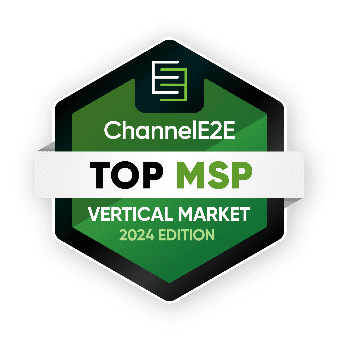 ChannelE2E
TOP MSP
VERTICAL MARKET
2024 EDITION